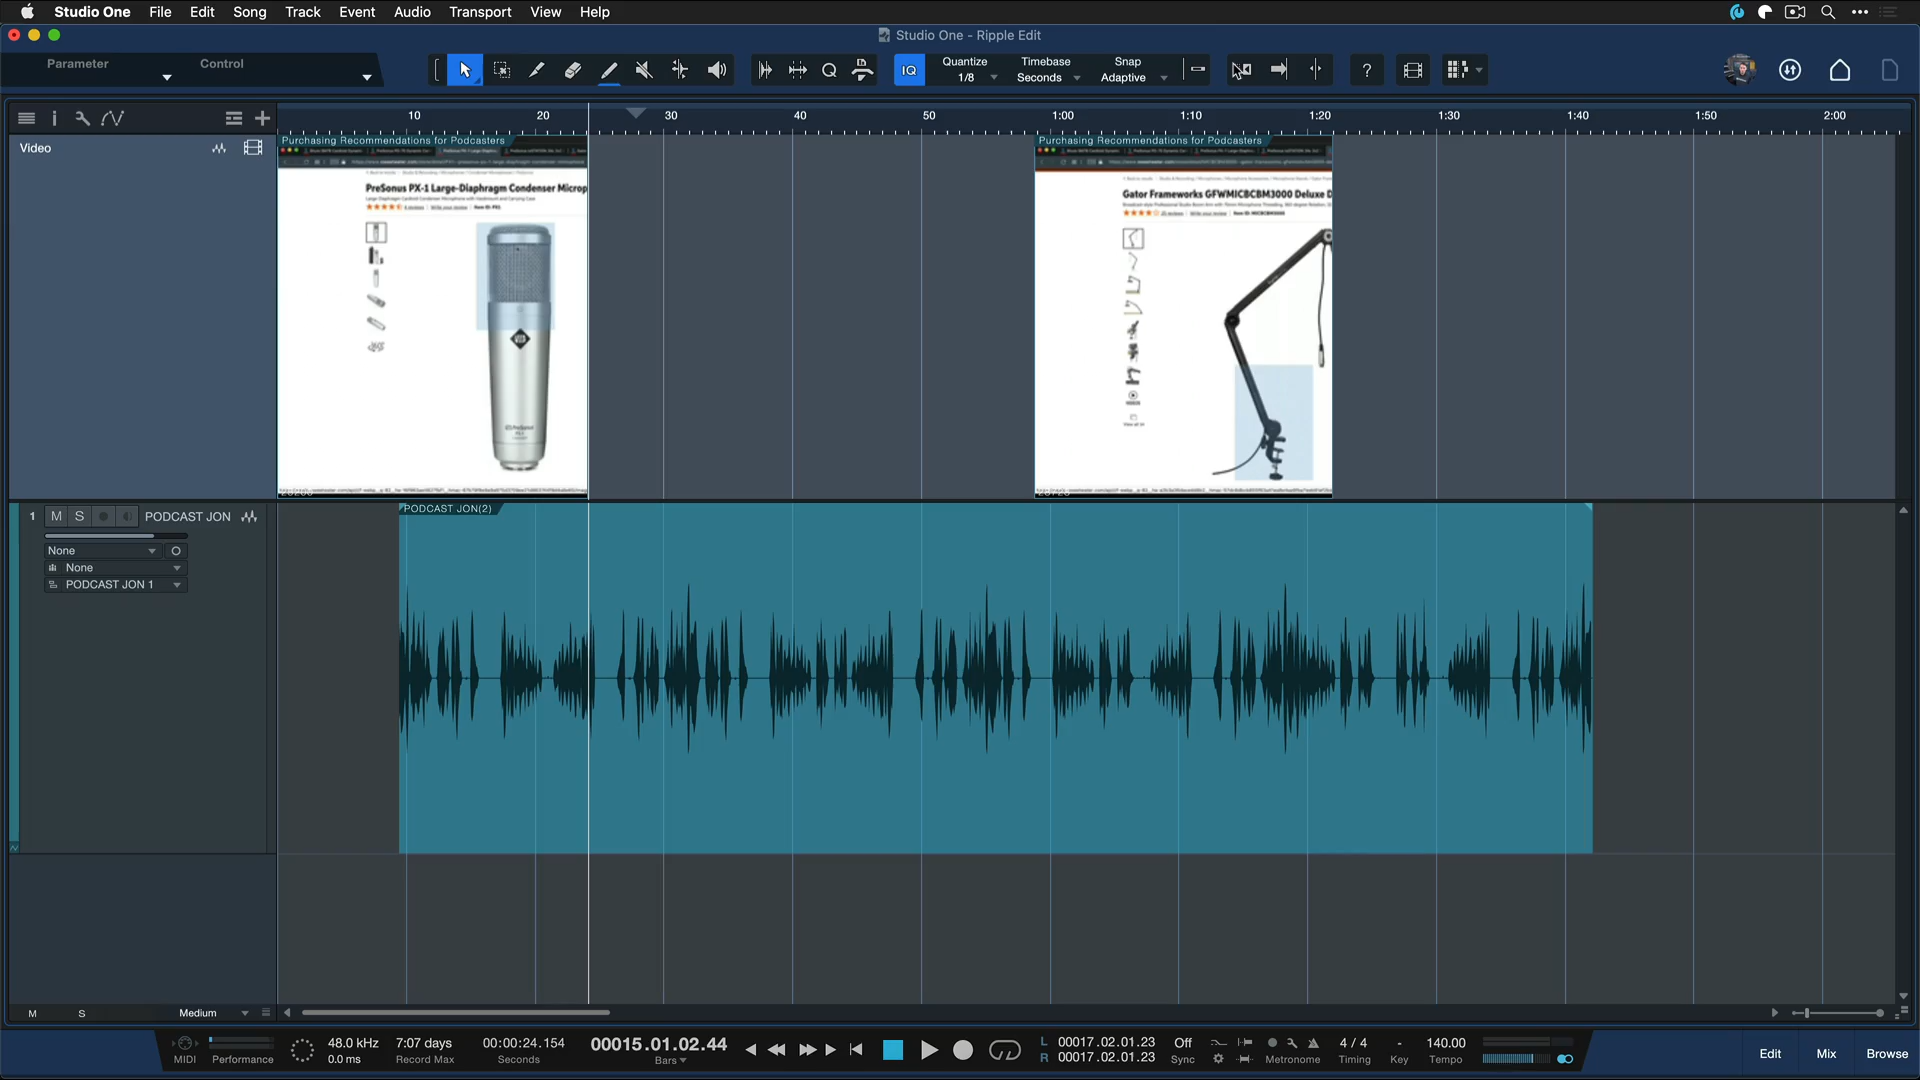 Studio One File Edit Song Track Event Audio Transport View Help
Studio One - Ripple Edit
Parameter
Control
IQ
Quantize
1/8
Timebase
Seconds
Snap
Adaptive
?
10 20 30 40 50 1:00 1:10 1:20 1:30 1:40 1:50 2:00
Video
Purchasing Recommendations for Podcasters
Purchasing Recommendations for Podcasters
PreSonus PX-1 Large-Diaphragm Condenser Microp
Gator Frameworks GFWMICBCBM3000 Deluxe D
1 M S PODCAST JON
None
None
PODCAST JON 1
PODCAST JON(2)
M S Medium
MIDI
Performance
48.0 kHz
0.0 ms
7:07 days
Record Max
00:00:24.154
Seconds
00015.01.02.44
Bars
L 00017.02.01.23
R 00017.02.01.23
Off
Sync
Metronome
4 / 4
Timing
-
Key
140.00
Tempo
Edit Mix Browse